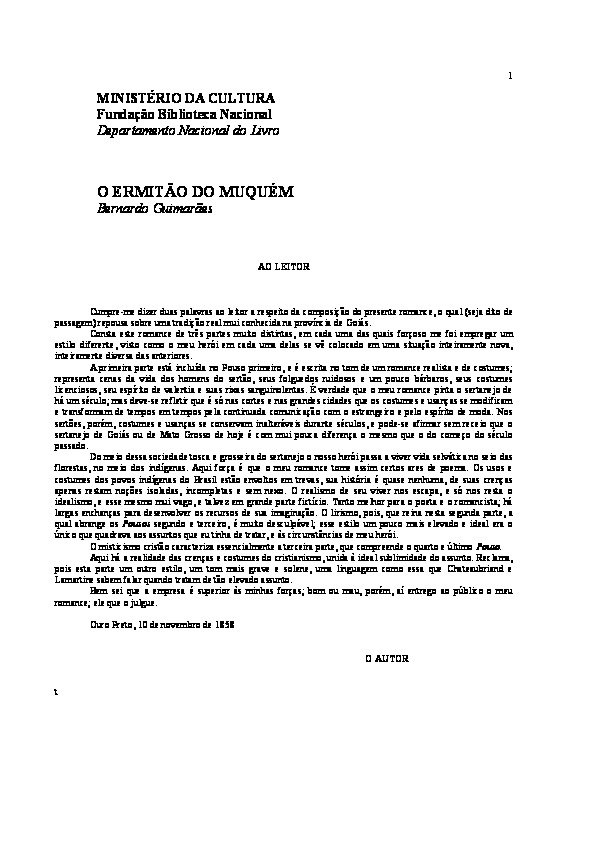 1
MINISTÉRIO DA CULTURA
Fundação Biblioteca Nacional
Departamento Nacional do Livro
O ERMITÃO DO MUQUÉM
Bernardo Guimarães
AO LEITOR
Cumpre-me dizer duas palavras ao leitor a respeito da composição do presente romance, o qual (seja dito de
passagem) repousa sobre uma tradição real mui conhecida na província de Goiás.
Consta este romance de três partes muito distintas, em cada uma das quais forçoso me foi empregar um
estilo diferente, visto como o meu herói em cada uma delas se vê colocado em uma situação inteiramente nova,
inteiramente diversa das anteriores.
A primeira parte está incluída no Pouso primeiro, e é escrita no tom de um romance realista e de costumes;
representa cenas da vida dos homens do sertão, seus folguedos ruidosos e um pouco bárbaros, seus costumes
licenciosos, seu espírito de valentia e suas rixas sanguinolentas. É verdade que o meu romance pinta o sertanejo de
há um século; mas deve-se refletir que é só nas cortes e nas grandes cidades que os costumes e usanças se modificam
e transformam de tempos em tempos pela continuada comunicação com o estrangeiro e pelo espírito de moda. Nos
sertões, porém, costumes e usanças se conservam inalteráveis durante séculos, e pode-se afirmar sem receio que o
sertanejo de Goiás ou de Mato Grosso de hoje é com mui pouca diferença o mesmo que o do começo do século
passado.
Do meio dessa sociedade tosca e grosseira do sertanejo o nosso herói passa a viver vida selvática no seio das
florestas, no meio dos indígenas. Aqui força é que o meu romance tome assim certos ares de poema. Os usos e
costumes dos povos indígenas do Brasil estão envoltos em trevas, sua história é quase nenhuma, de suas crenças
apenas restam noções isoladas, incompletas e sem nexo. O realismo de seu viver nos escapa, e só nos resta o
idealismo, e esse mesmo mui vago, e talvez em grande parte fictício. Tanto melhor para o poeta e o romancista; há
largas enchanças para desenvolver os recursos de sua imaginação. O lirismo, pois, que reina nesta segunda parte, a
qual abrange os Pousos segundo e terceiro, é muito desculpável; esse estilo um pouco mais elevado e ideal era o
único que quadrava aos assuntos que eu tinha de tratar, e às circunstâncias de meu herói.
O misticismo cristão caracteriza essencialmente a terceira parte, que compreende o quarto e último Pouso.
Aqui há a realidade das crenças e costumes do cristianismo, unida à ideal sublimidade do assunto. Reclama,
pois esta parte um outro estilo, um tom mais grave e solene, uma linguagem como essa que Chateaubriand e
Lamartine sabem falar quando tratam de tão elevado assunto.
Bem sei que a empresa é superior às minhas forças; bom ou mau, porém, aí entrego ao público o meu
romance; ele que o julgue.
Ouro Preto, 10 de novembro de 1858
O AUTOR
t